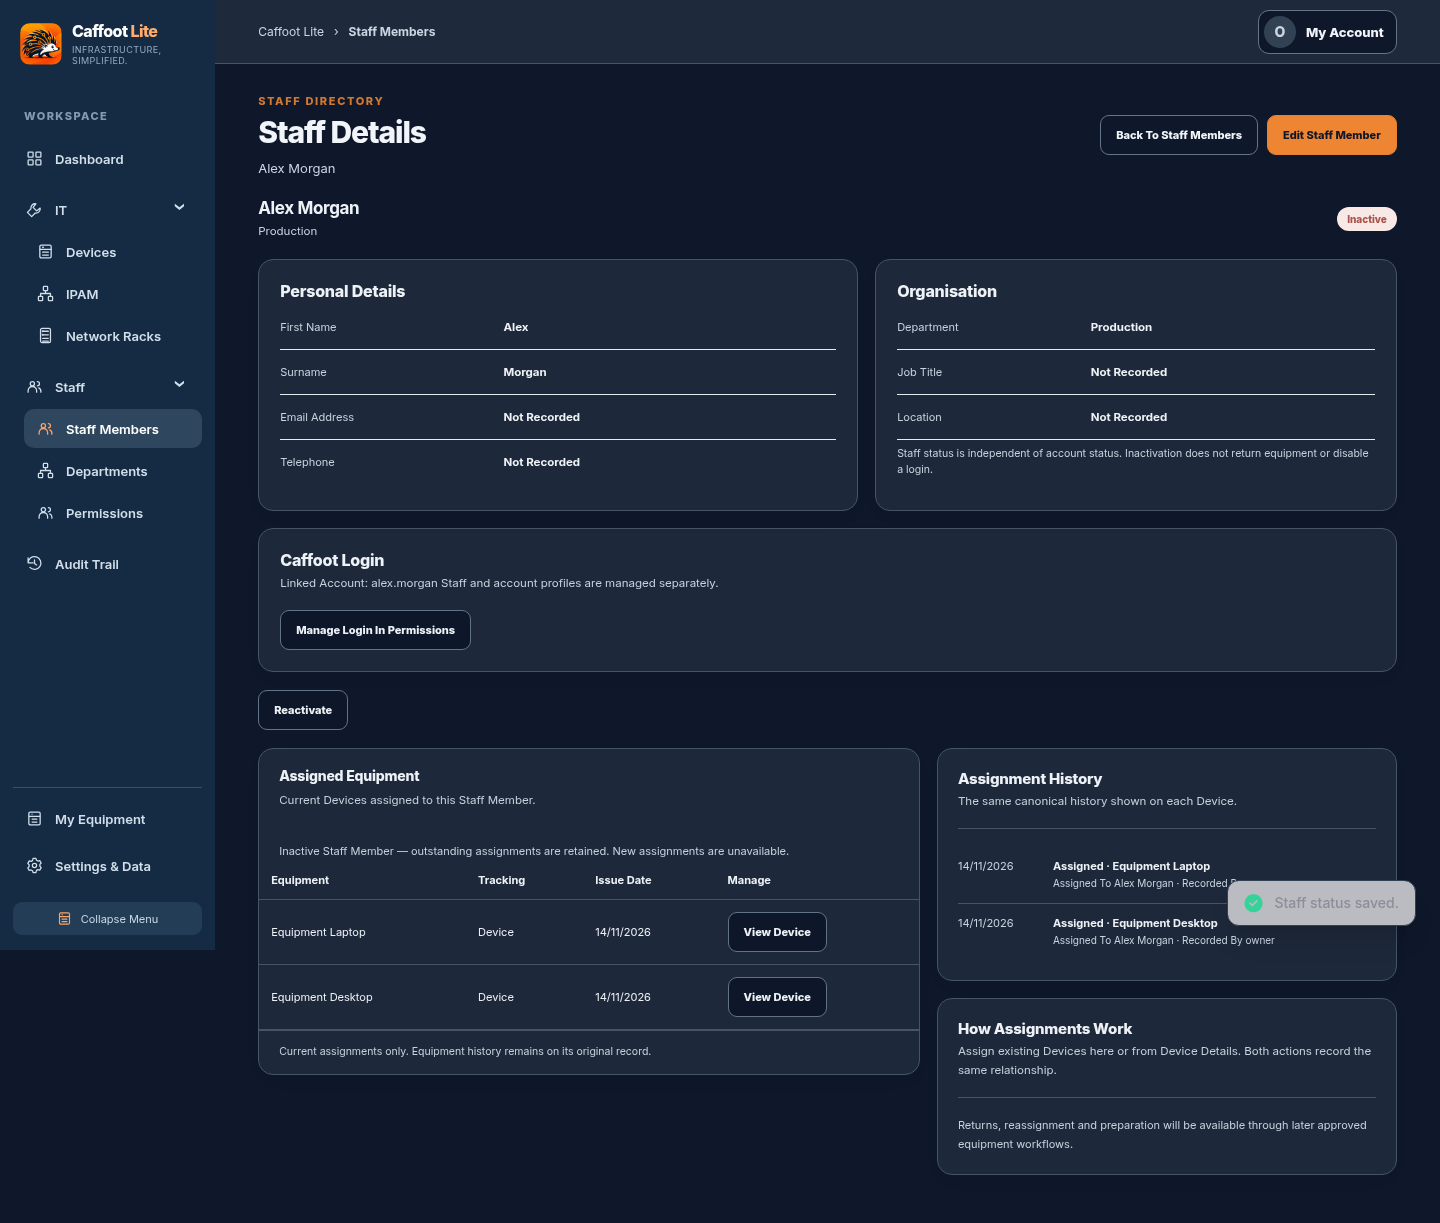 Caffoot Lite
INFRASTRUCTURE,
SIMPLIFIED.
WORKSPACE
Dashboard
IT
Devices
IPAM
Network Racks
Staff
Staff Members
Departments
Permissions
Audit Trail
My Equipment
Settings & Data
Collapse Menu
Caffoot Lite › Staff Members
O My Account
STAFF DIRECTORY
Staff Details
Alex Morgan
Back To Staff Members
Edit Staff Member
Alex Morgan
Production
Inactive
Personal Details
First Name Alex
Surname Morgan
Email Address Not Recorded
Telephone Not Recorded
Organisation
Department Production
Job Title Not Recorded
Location Not Recorded
Staff status is independent of account status. Inactivation does not return equipment or disable
a login.
Caffoot Login
Linked Account: alex.morgan Staff and account profiles are managed separately.
Manage Login In Permissions
Reactivate
Assigned Equipment
Current Devices assigned to this Staff Member.
Inactive Staff Member — outstanding assignments are retained. New assignments are unavailable.
Equipment Tracking Issue Date Manage
Equipment Laptop Device 14/11/2026 View Device
Equipment Desktop Device 14/11/2026 View Device
Current assignments only. Equipment history remains on its original record.
Assignment History
The same canonical history shown on each Device.
14/11/2026 Assigned · Equipment Laptop
Assigned To Alex Morgan · Recorded
Staff status saved.
14/11/2026 Assigned · Equipment Desktop
Assigned To Alex Morgan · Recorded By owner
How Assignments Work
Assign existing Devices here or from Device Details. Both actions record the
same relationship.
Returns, reassignment and preparation will be available through later approved
equipment workflows.